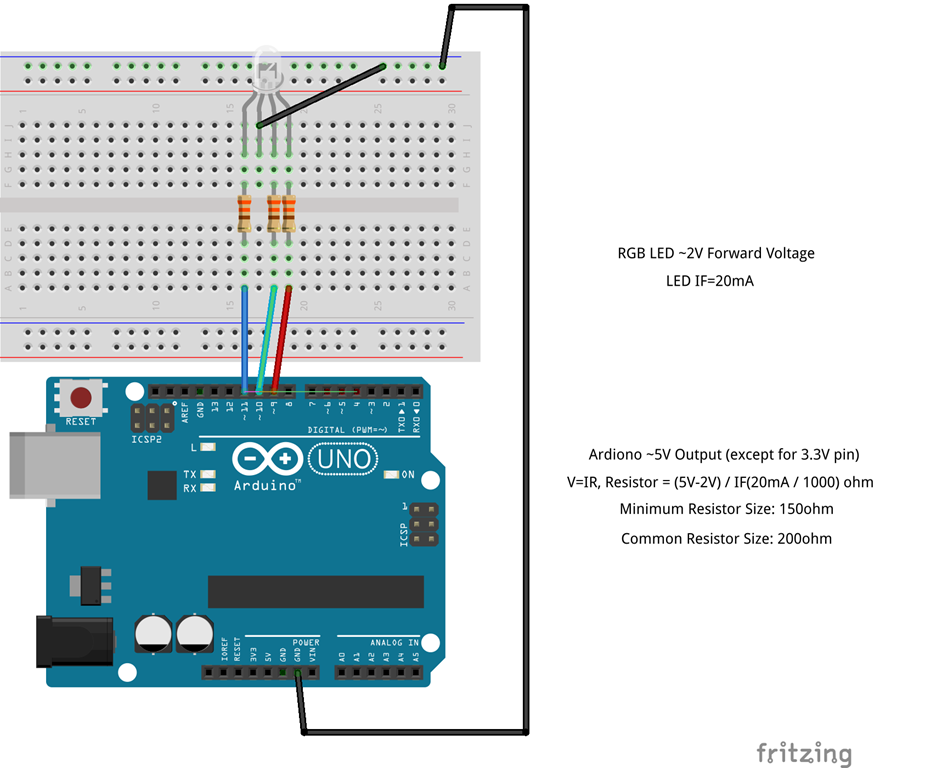 1 5 10 15 20 25 30
J
I
H
G
F
E
D
C
B
A
1 5 10 15 20 25 30
RGB LED ~2V Forward Voltage
LED IF=20mA
RESET
ICSP2
AREF
GND
13
12
~11
~10
~9
8
7
~6
~5
4
~3
2
TX0 ▶ 1
RX0 ◀ 0
DIGITAL (PWM=~)
L
TX
RX
UNO
Arduino™
ON
1
ICSP
Ardiono ~5V Output (except for 3.3V pin)
V=IR, Resistor = (5V-2V) / IF(20mA / 1000) ohm
Minimum Resistor Size: 150ohm
Common Resistor Size: 200ohm
POWER
ANALOG IN
IOREF
RESET
3V3
5V
GND
GND
VIN
A0
A1
A2
A3
A4
A5
fritzing